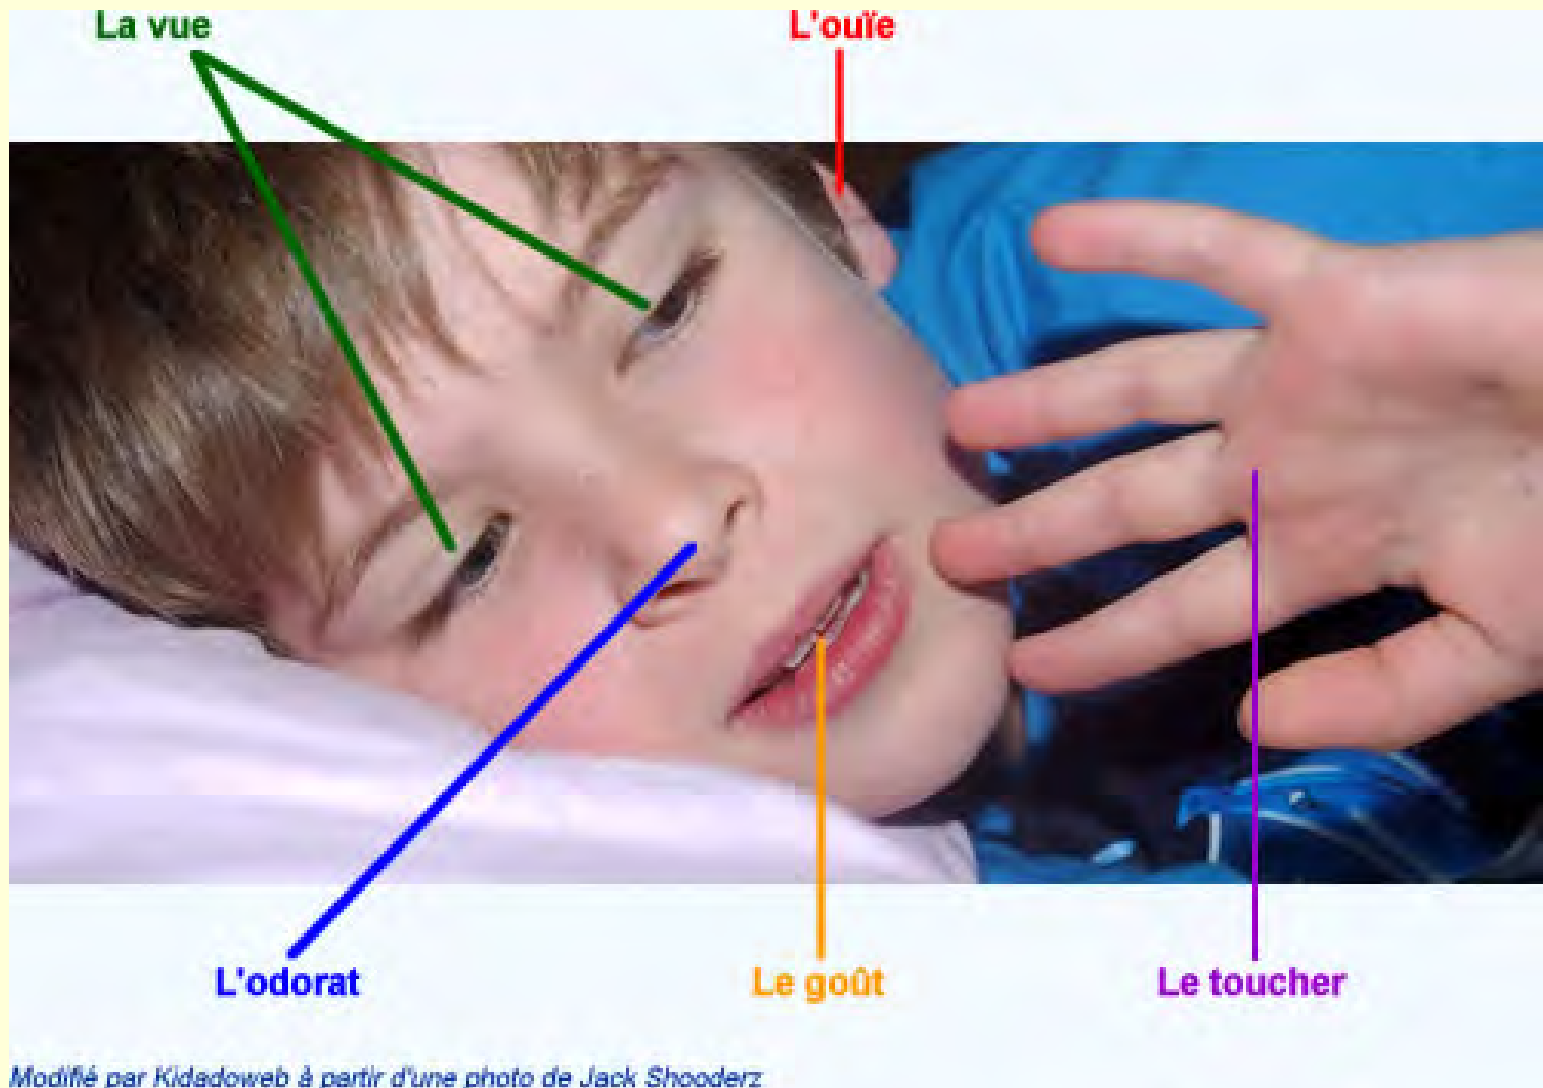 La vue
L'ouïe
L'odorat
Le goût
Le toucher
Modifié par Kidadoweb à partir d'une photo de Jack Shooderz